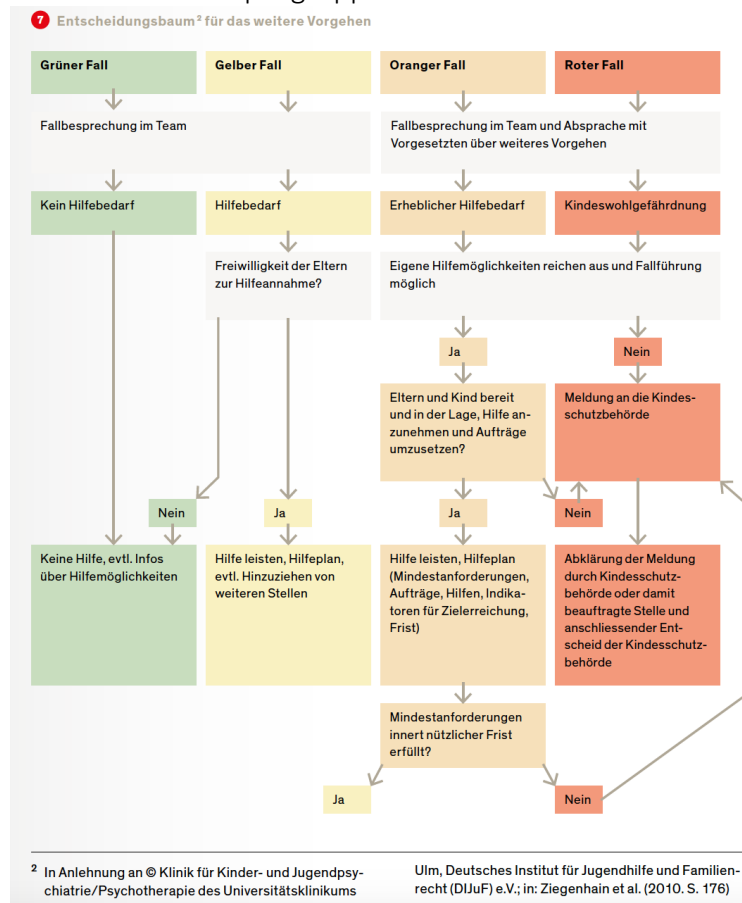 7 Entscheidungsbaum² für das weitere Vorgehen
Grüner Fall
Gelber Fall
Oranger Fall
Roter Fall
Fallbesprechung im Team
Fallbesprechung im Team und Absprache mit
Vorgesetzten über weiteres Vorgehen
Kein Hilfebedarf
Hilfebedarf
Erheblicher Hilfebedarf
Kindeswohlgefährdnung
Freiwilligkeit der Eltern
zur Hilfeannahme?
Eigene Hilfemöglichkeiten reichen aus und Fallführung
möglich
Ja
Nein
Eltern und Kind bereit
und in der Lage, Hilfe an-
zunehmen und Aufträge
umzusetzen?
Meldung an die Kindes-
schutzbehörde
Nein
Ja
Ja
Nein
Keine Hilfe, evtl. Infos
über Hilfemöglichkeiten
Hilfe leisten, Hilfeplan,
evtl. Hinzuziehen von
weiteren Stellen
Hilfe leisten, Hilfeplan
(Mindestanforderungen,
Aufträge, Hilfen, Indika-
toren für Zielerreichung,
Frist)
Abklärung der Meldung
durch Kindesschutz-
behörde oder damit
beauftragte Stelle und
anschliessender Ent-
scheid der Kindesschutz-
behörde
Mindestanforderungen
innert nützlicher Frist
erfüllt?
Ja
Nein
² In Anlehnung an © Klinik für Kinder- und Jugendpsy-
chiatrie/Psychotherapie des Universitätsklinikums
Ulm, Deutsches Institut für Jugendhilfe und Familien-
recht (DIJuF) e.V.; in: Ziegenhain et al. (2010. S. 176)